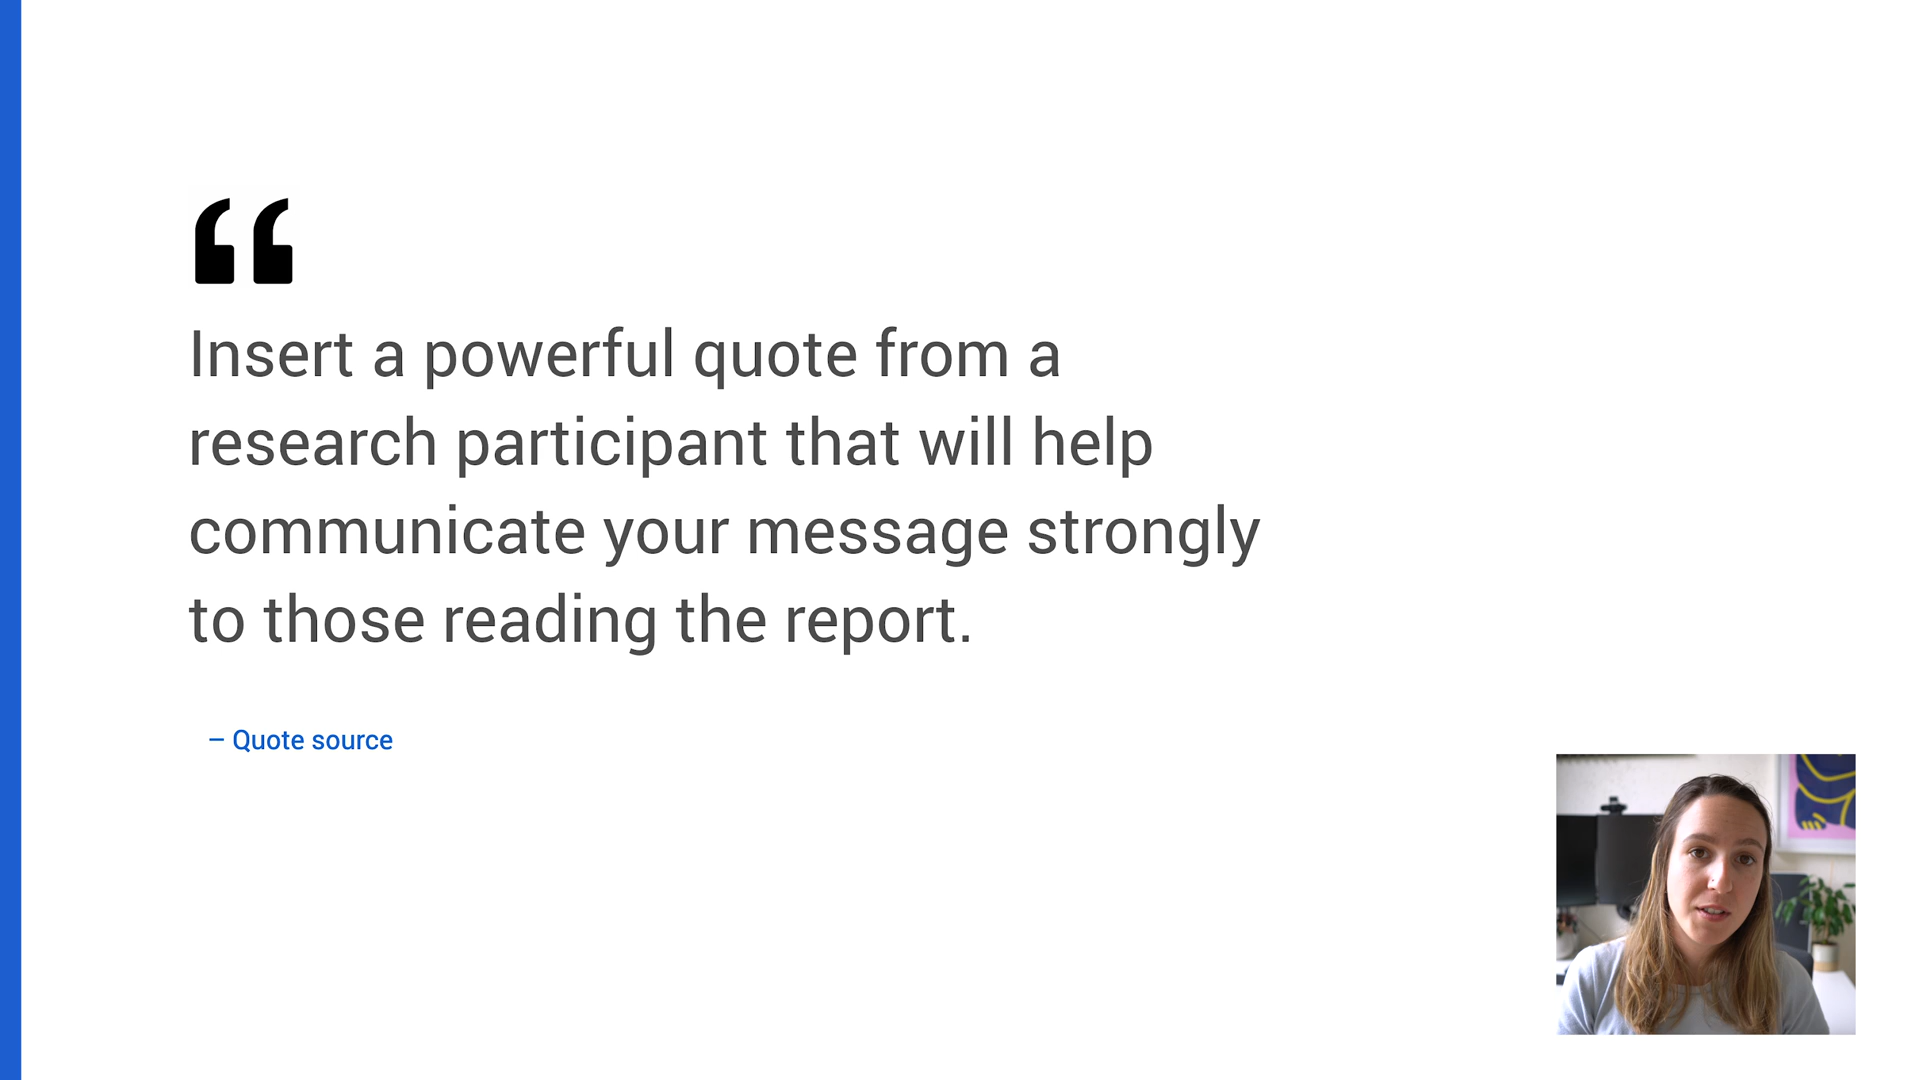 “
Insert a powerful quote from a
research participant that will help
communicate your message strongly
to those reading the report.
– Quote source